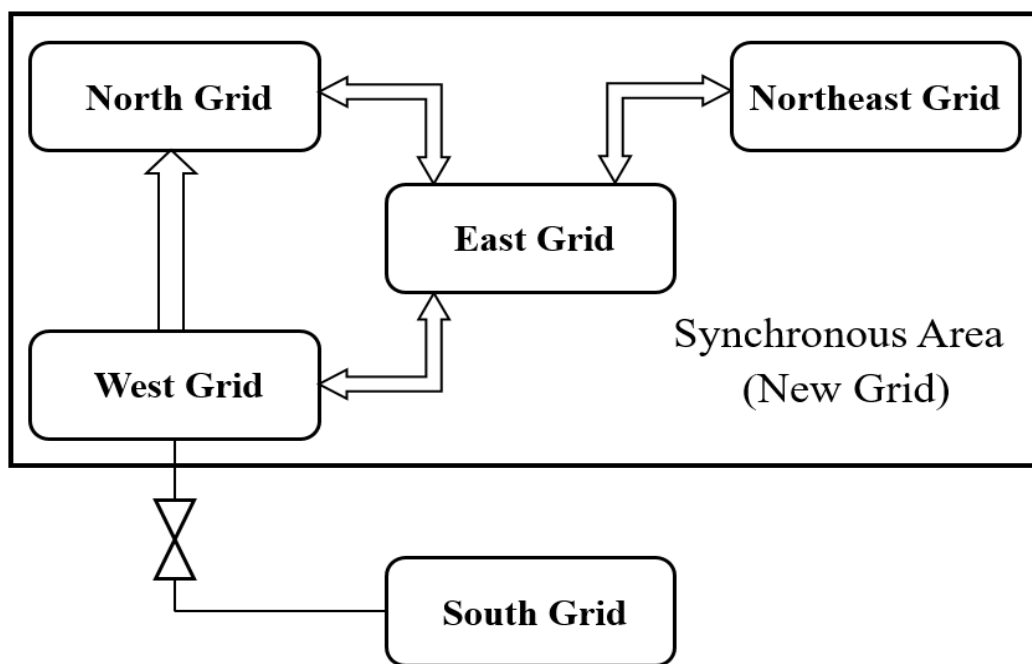 North Grid
Northeast Grid
East Grid
West Grid
Synchronous Area
(New Grid)
South Grid